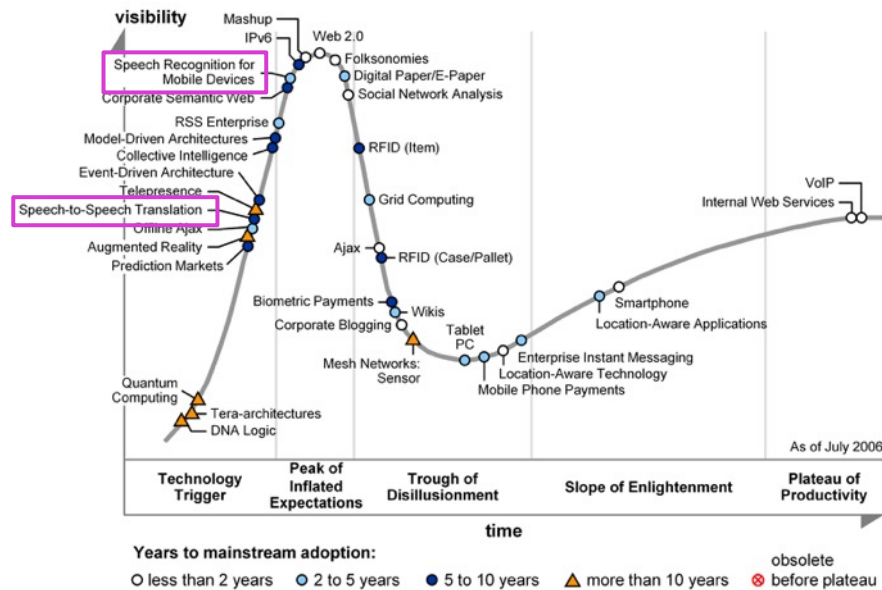 visibility
Mashup
IPv6
Web 2.0
Speech Recognition for
Mobile Devices
Folksonomies
Digital Paper/E-Paper
Corporate Semantic Web
Social Network Analysis
RSS Enterprise
Model-Driven Architectures
Collective Intelligence
RFID (Item)
Event-Driven Architecture
Telepresence
VoIP
Speech-to-Speech Translation
Grid Computing
Internal Web Services
Offline Ajax
Augmented Reality
Ajax
Prediction Markets
RFID (Case/Pallet)
Biometric Payments
Wikis
Smartphone
Corporate Blogging
Tablet
PC
Location-Aware Applications
Mesh Networks:
Sensor
Enterprise Instant Messaging
Location-Aware Technology
Mobile Phone Payments
Quantum
Computing
Tera-architectures
DNA Logic
As of July 2006
Technology
Trigger
Peak of
Inflated
Expectations
Trough of
Disillusionment
Slope of Enlightenment
Plateau of
Productivity
time
Years to mainstream adoption:
less than 2 years
2 to 5 years
5 to 10 years
more than 10 years
obsolete
before plateau